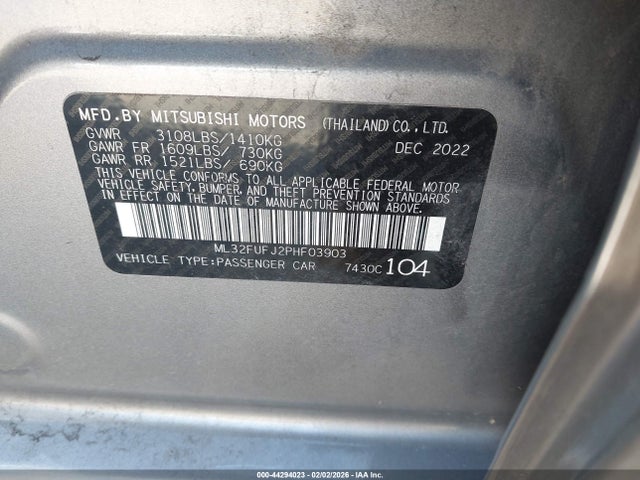 MFD.BY MITSUBISHI MOTORS (THAILAND)CO.,LTD.
GVWR 3108LBS/1410KG DEC 2022
GAWR FR 1609LBS/ 730KG
GAWR RR 1521LBS/ 690KG
THIS VEHICLE CONFORMS TO ALL APPLICABLE FEDERAL MOTOR
VEHICLE SAFETY, BUMPER, AND THEFT PREVENTION STANDARDS
IN EFFECT ON THE DATE OF MANUFACTURE SHOWN ABOVE.
ML32FUFJ2PHF03903
VEHICLE TYPE:PASSENGER CAR 7430C 104
000-44294023 - 02/02/2026 - IAAI.com